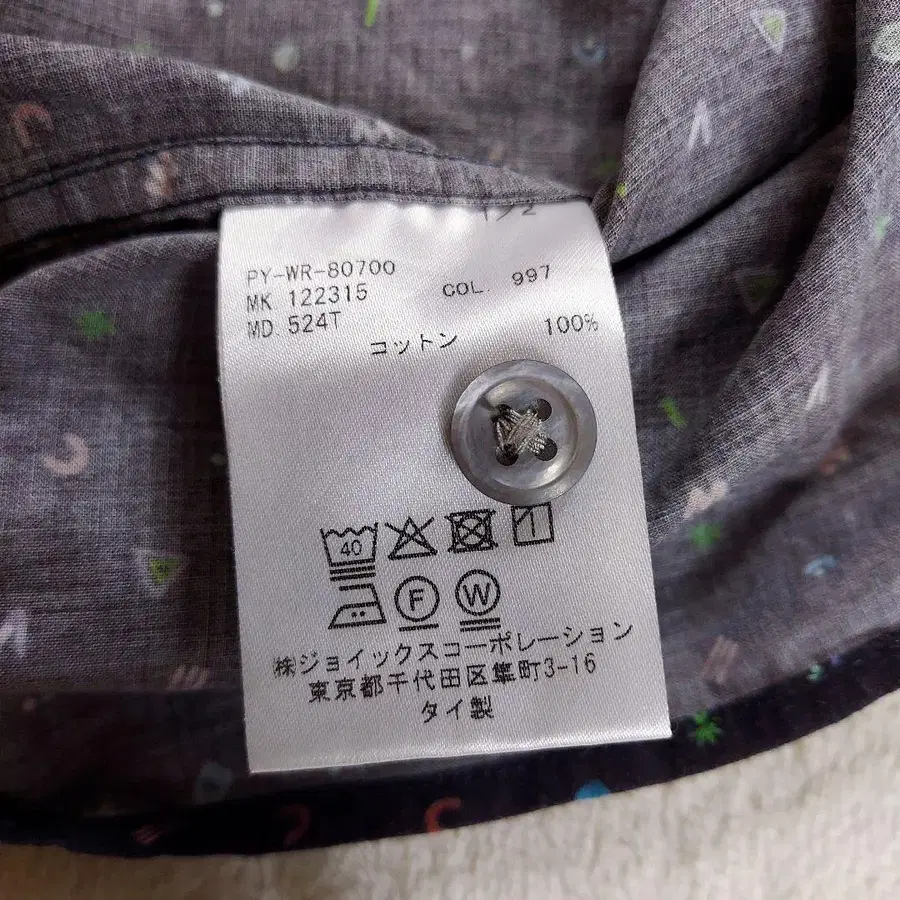 1/2
PY-WR-80700
MK 122315 COL. 997
MD 524T
コットン 100%
40
F W
㈱ジョイックスコーポレーション
東京都千代田区隼町3-16
タイ製